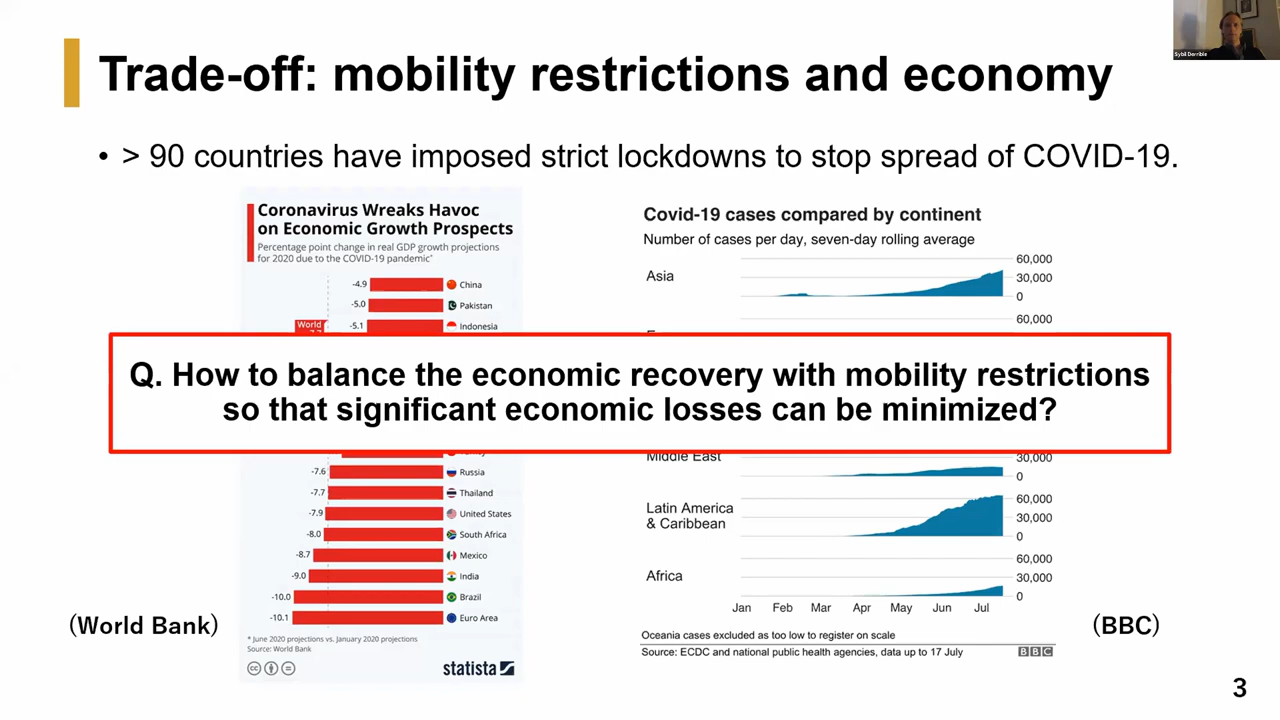 Sybil Derrible
Trade-off: mobility restrictions and economy
• > 90 countries have imposed strict lockdowns to stop spread of COVID-19.
Coronavirus Wreaks Havoc
on Economic Growth Prospects
Percentage point change in real GDP growth projections
for 2020 due to the COVID-19 pandemic*
-4.9 China
-5.0 Pakistan
World
-5.1 Indonesia
-7.6 Russia
-7.7 Thailand
-7.9 United States
-8.0 South Africa
-8.7 Mexico
-9.0 India
-10.0 Brazil
-10.1 Euro Area
* June 2020 projections vs. January 2020 projections
Source: World Bank
statista
(World Bank)
Covid-19 cases compared by continent
Number of cases per day, seven-day rolling average
Asia
60,000
30,000
0
60,000
Q. How to balance the economic recovery with mobility restrictions
so that significant economic losses can be minimized?
Middle East
30,000
0
Latin America
& Caribbean
60,000
30,000
0
Africa
60,000
30,000
0
Jan Feb Mar Apr May Jun Jul
Oceania cases excluded as too low to register on scale
Source: ECDC and national public health agencies, data up to 17 July
BBC
(BBC)
3